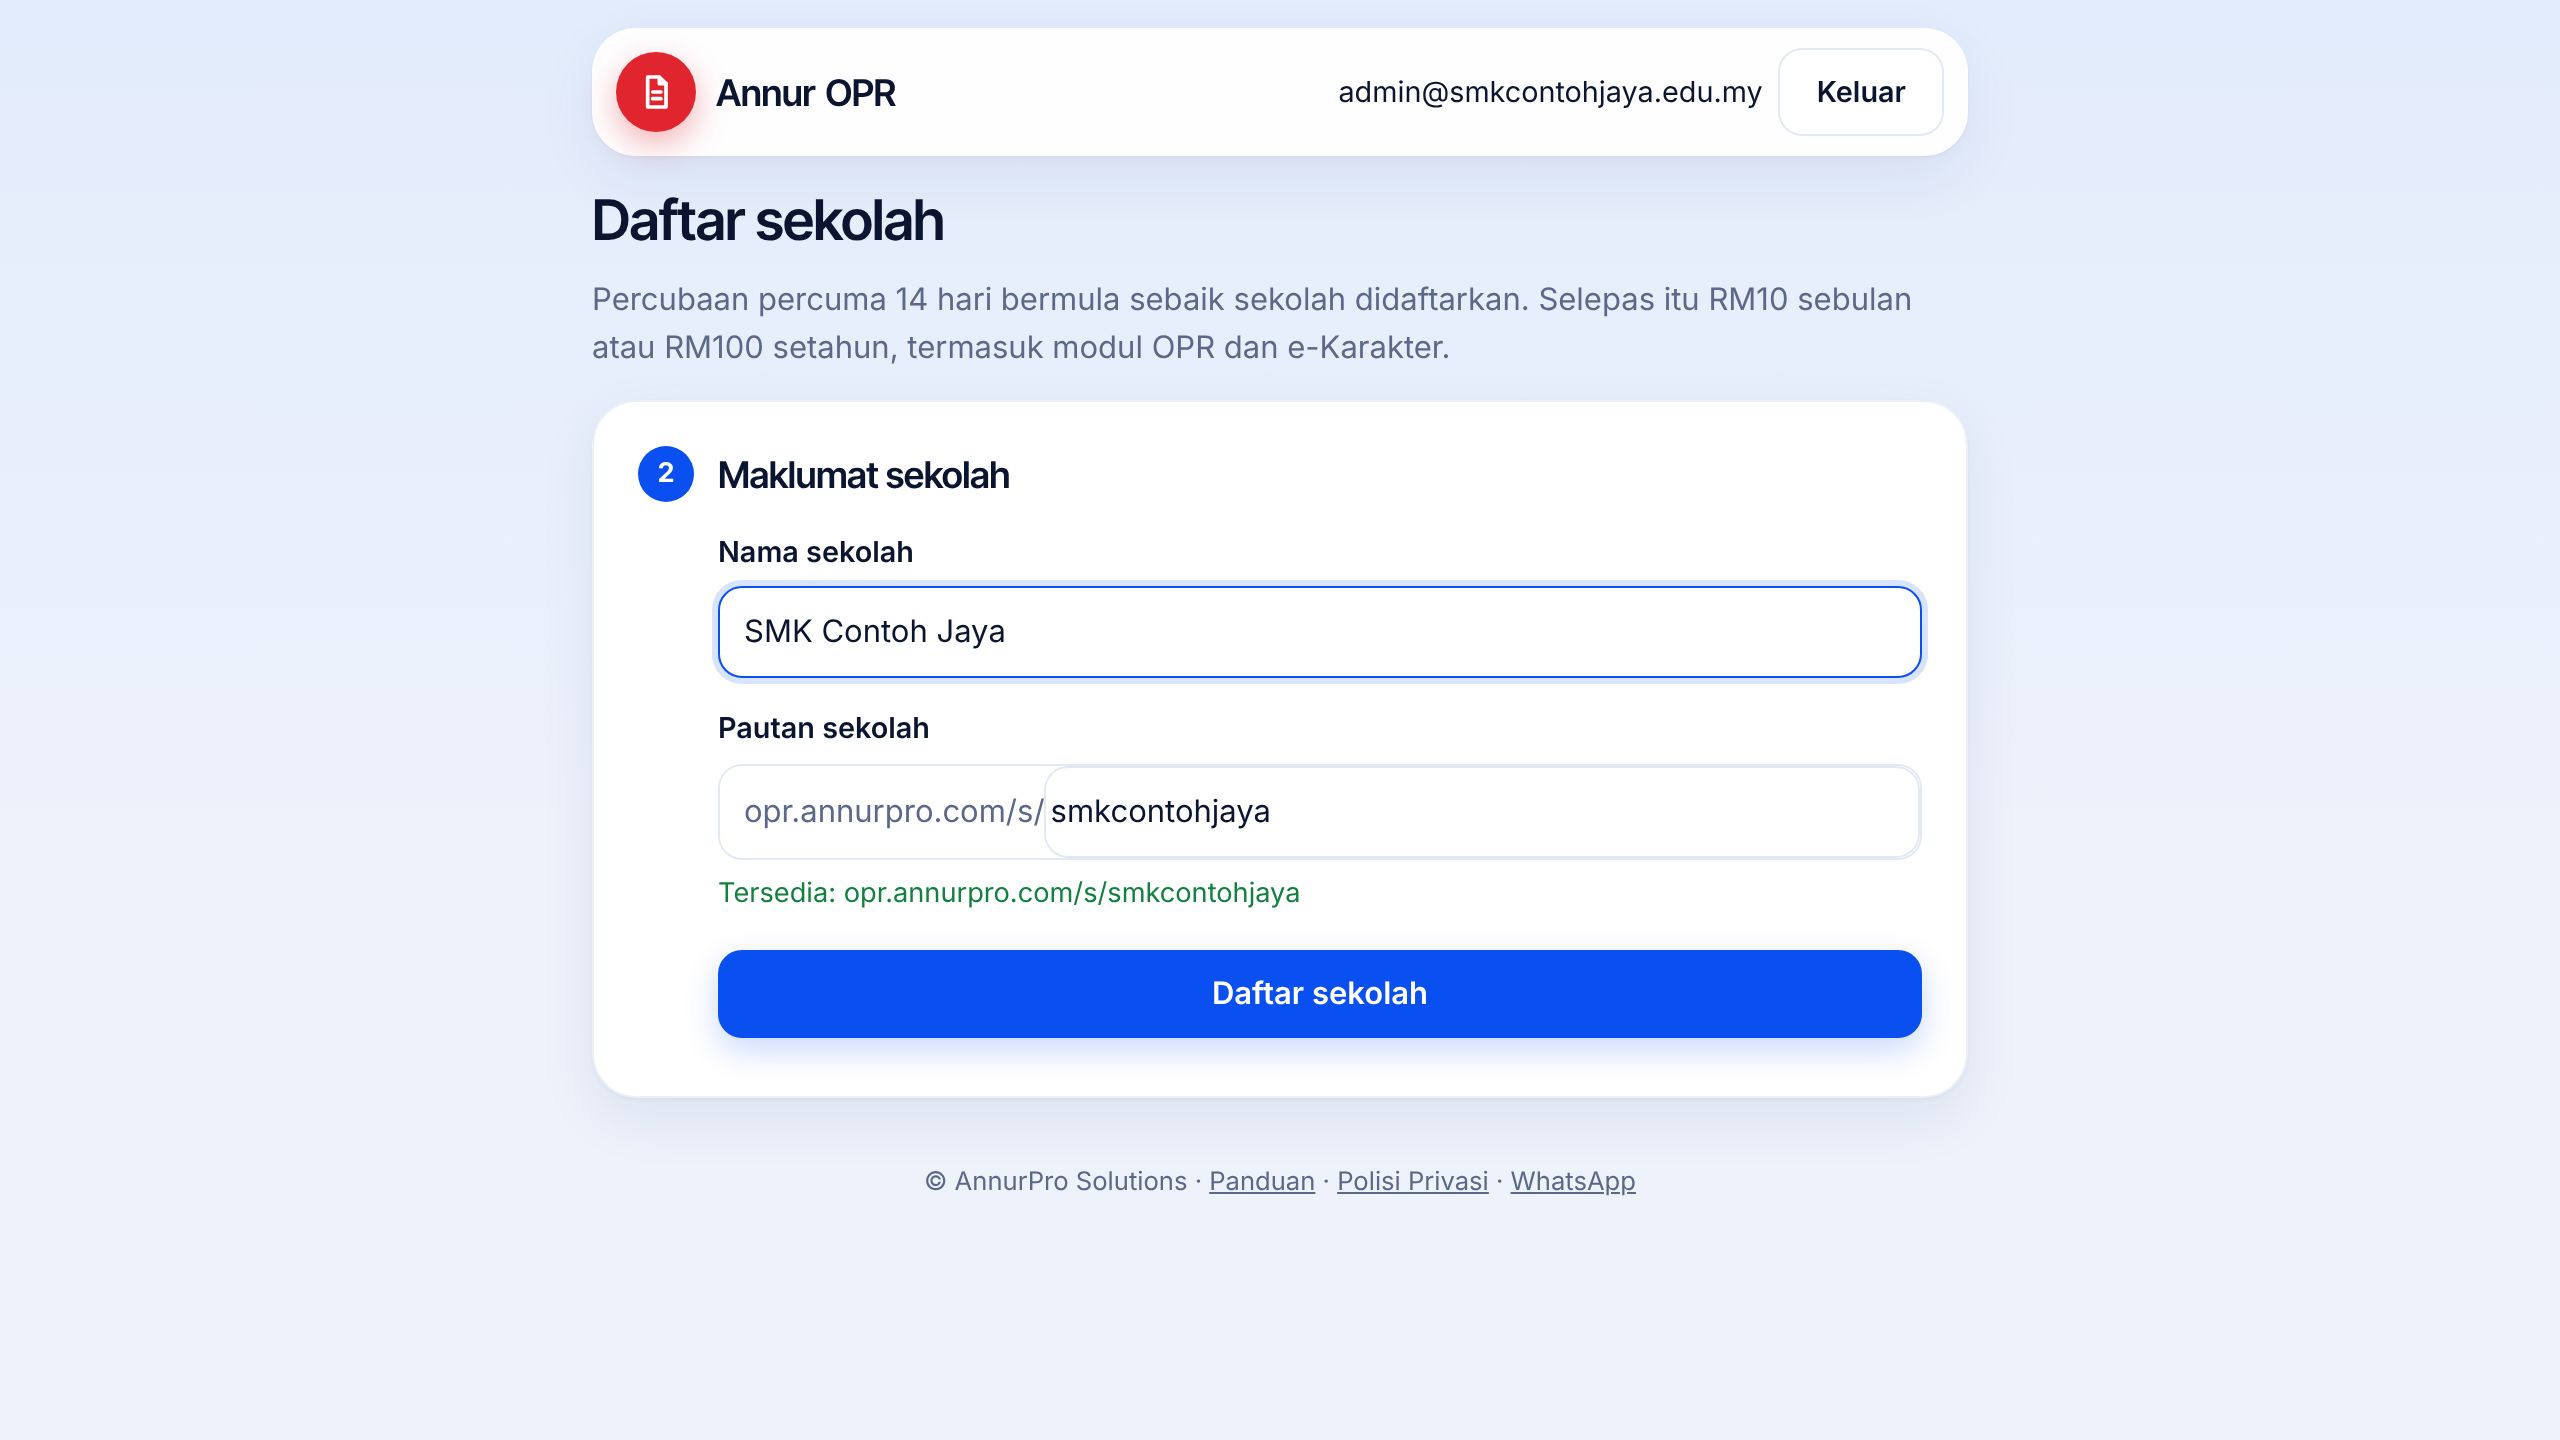 Annur OPR
admin@smkcontohjaya.edu.my
Keluar
Daftar sekolah
Percubaan percuma 14 hari bermula sebaik sekolah didaftarkan. Selepas itu RM10 sebulan
atau RM100 setahun, termasuk modul OPR dan e-Karakter.
2
Maklumat sekolah
Nama sekolah
SMK Contoh Jaya
Pautan sekolah
opr.annurpro.com/s/smkcontohjaya
Tersedia: opr.annurpro.com/s/smkcontohjaya
Daftar sekolah
© AnnurPro Solutions · Panduan · Polisi Privasi · WhatsApp